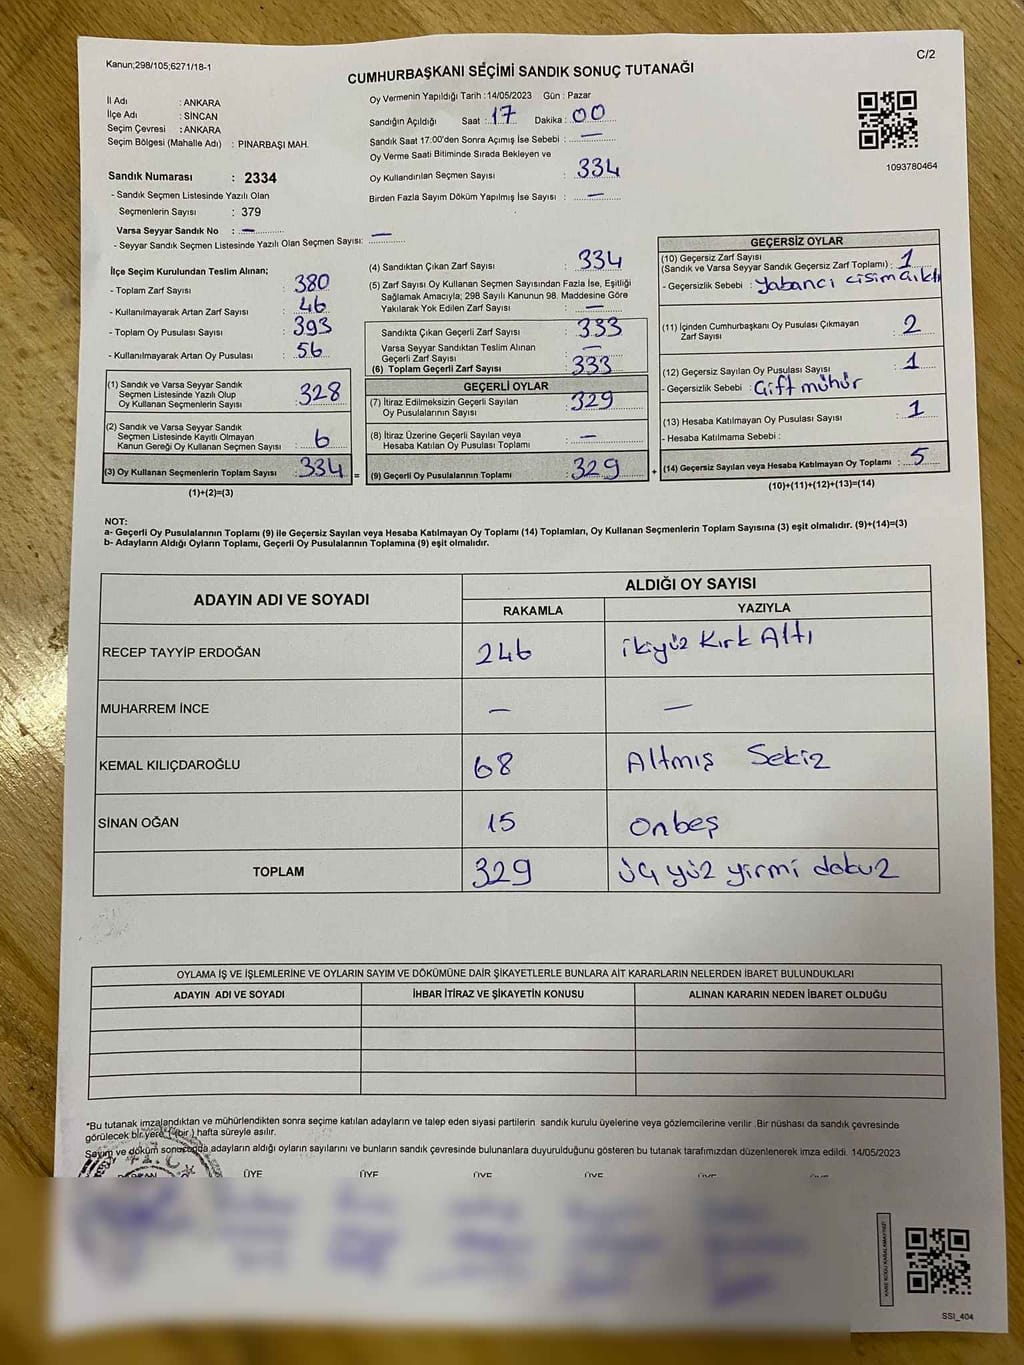 Kanun;298/105;6271/18-1
C/2
CUMHURBAŞKANI SEÇİMİ SANDIK SONUÇ TUTANAĞI
İl Adı : ANKARA
İlçe Adı : SİNCAN
Seçim Çevresi : ANKARA
Seçim Bölgesi (Mahalle Adı) : PINARBAŞI MAH.
Sandık Numarası : 2334
- Sandık Seçmen Listesinde Yazılı Olan
Seçmenlerin Sayısı : 379
Varsa Seyyar Sandık No : —
- Seyyar Sandık Seçmen Listesinde Yazılı Olan Seçmen Sayısı: —
Oy Vermenin Yapıldığı Tarih :14/05/2023 Gün : Pazar
Sandığın Açıldığı Saat : 17 Dakika : 00
Sandık Saat 17:00'den Sonra Açımış İse Sebebi : —
Oy Verme Saati Bitiminde Sırada Bekleyen ve
Oy Kullandırılan Seçmen Sayısı : 334
Birden Fazla Sayım Döküm Yapılmış İse Sayısı : —
1093780464
İlçe Seçim Kurulundan Teslim Alınan;
- Toplam Zarf Sayısı : 380
- Kullanılmayarak Artan Zarf Sayısı : 46
- Toplam Oy Pusulası Sayısı : 393
- Kullanılmayarak Artan Oy Pusulası : 56
(1) Sandık ve Varsa Seyyar Sandık
Seçmen Listesinde Yazılı Olup
Oy Kullanan Seçmenlerin Sayısı : 328
(2) Sandık ve Varsa Seyyar Sandık
Seçmen Listesinde Kayıtlı Olmayan
Kanun Gereği Oy Kullanan Seçmen Sayısı : 6
(3) Oy Kullanan Seçmenlerin Toplam Sayısı : 334 =
(1)+(2)=(3)
(4) Sandıktan Çıkan Zarf Sayısı : 334
(5) Zarf Sayısı Oy Kullanan Seçmen Sayısından Fazla İse, Eşitliği
Sağlamak Amacıyla; 298 Sayılı Kanunun 98. Maddesine Göre
Yakılarak Yok Edilen Zarf Sayısı : —
Sandıkta Çıkan Geçerli Zarf Sayısı : 333
Varsa Seyyar Sandıktan Teslim Alınan
Geçerli Zarf Sayısı : —
(6) Toplam Geçerli Zarf Sayısı : 333
GEÇERLİ OYLAR
(7) İtiraz Edilmeksizin Geçerli Sayılan
Oy Pusulalarının Sayısı : 329
(8) İtiraz Üzerine Geçerli Sayılan veya
Hesaba Katılan Oy Pusulası Toplamı : —
(9) Geçerli Oy Pusulalarının Toplamı : 329 +
GEÇERSİZ OYLAR
(10) Geçersiz Zarf Sayısı
(Sandık ve Varsa Seyyar Sandık Geçersiz Zarf Toplamı) : 1
- Geçersizlik Sebebi : Yabancı cisim çıktı
(11) İçinden Cumhurbaşkanı Oy Pusulası Çıkmayan
Zarf Sayısı : 2
(12) Geçersiz Sayılan Oy Pusulası Sayısı : 1
- Geçersizlik Sebebi : Çift mühür
(13) Hesaba Katılmayan Oy Pusulası Sayısı : 1
- Hesaba Katılmama Sebebi :
(14) Geçersiz Sayılan veya Hesaba Katılmayan Oy Toplamı : 5
(10)+(11)+(12)+(13)=(14)
NOT:
a- Geçerli Oy Pusulalarının Toplamı (9) ile Geçersiz Sayılan veya Hesaba Katılmayan Oy Toplamı (14) Toplamları, Oy Kullanan Seçmenlerin Toplam Sayısına (3) eşit olmalıdır. (9)+(14)=(3)
b- Adayların Aldığı Oyların Toplamı, Geçerli Oy Pusulalarının Toplamına (9) eşit olmalıdır.
ADAYIN ADI VE SOYADI ALDIĞI OY SAYISI
RAKAMLA YAZIYLA
RECEP TAYYİP ERDOĞAN 246 ikiyüz Kırk Altı
MUHARREM İNCE — —
KEMAL KILIÇDAROĞLU 68 Altmış Sekiz
SİNAN OĞAN 15 onbeş
TOPLAM 329 üç yüz yirmi dokuz
OYLAMA İŞ VE İŞLEMLERİNE VE OYLARIN SAYIM VE DÖKÜMÜNE DAİR ŞİKAYETLERLE BUNLARA AİT KARARLARIN NELERDEN İBARET BULUNDUKLARI
ADAYIN ADI VE SOYADI İHBAR İTİRAZ VE ŞİKAYETİN KONUSU ALINAN KARARIN NEDEN İBARET OLDUĞU
*Bu tutanak imzalandıktan ve mühürlendikten sonra seçime katılan adayların ve talep eden siyasi partilerin sandık kurulu üyelerine veya gözlemcilerine verilir. Bir nüshası da sandık çevresinde
görülecek bir yere, (bir) hafta süreyle asılır.
Sayım ve döküm sonucunda adayların aldığı oyların sayılarını ve bunların sandık çevresinde bulunanlara duyurulduğunu gösteren bu tutanak tarafımızdan düzenlenerek imza edildi. 14/05/2023
T.C.
ÜYE ÜYE ÜYE ÜYE ÜYE
KARE KODU KARALAMAYINIZ!
SSI_404